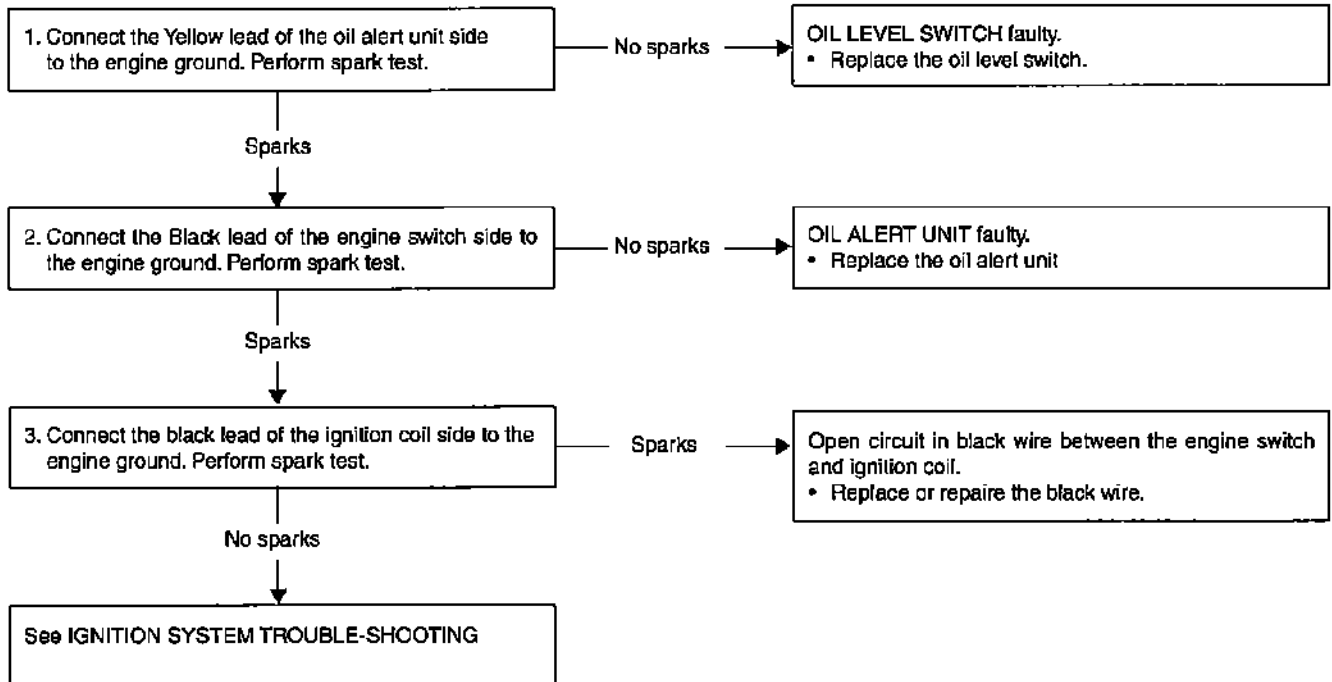 1. Connect the Yellow lead of the oil alert unit side
to the engine ground. Perform spark test.
No sparks
OIL LEVEL SWITCH faulty.
• Replace the oil level switch.
Sparks
2. Connect the Black lead of the engine switch side to
the engine ground. Perform spark test.
No sparks
OIL ALERT UNIT faulty.
• Replace the oil alert unit
Sparks
3. Connect the black lead of the ignition coil side to the
engine ground. Perform spark test.
Sparks
Open circuit in black wire between the engine switch
and ignition coil.
• Replace or repaire the black wire.
No sparks
See IGNITION SYSTEM TROUBLE-SHOOTING